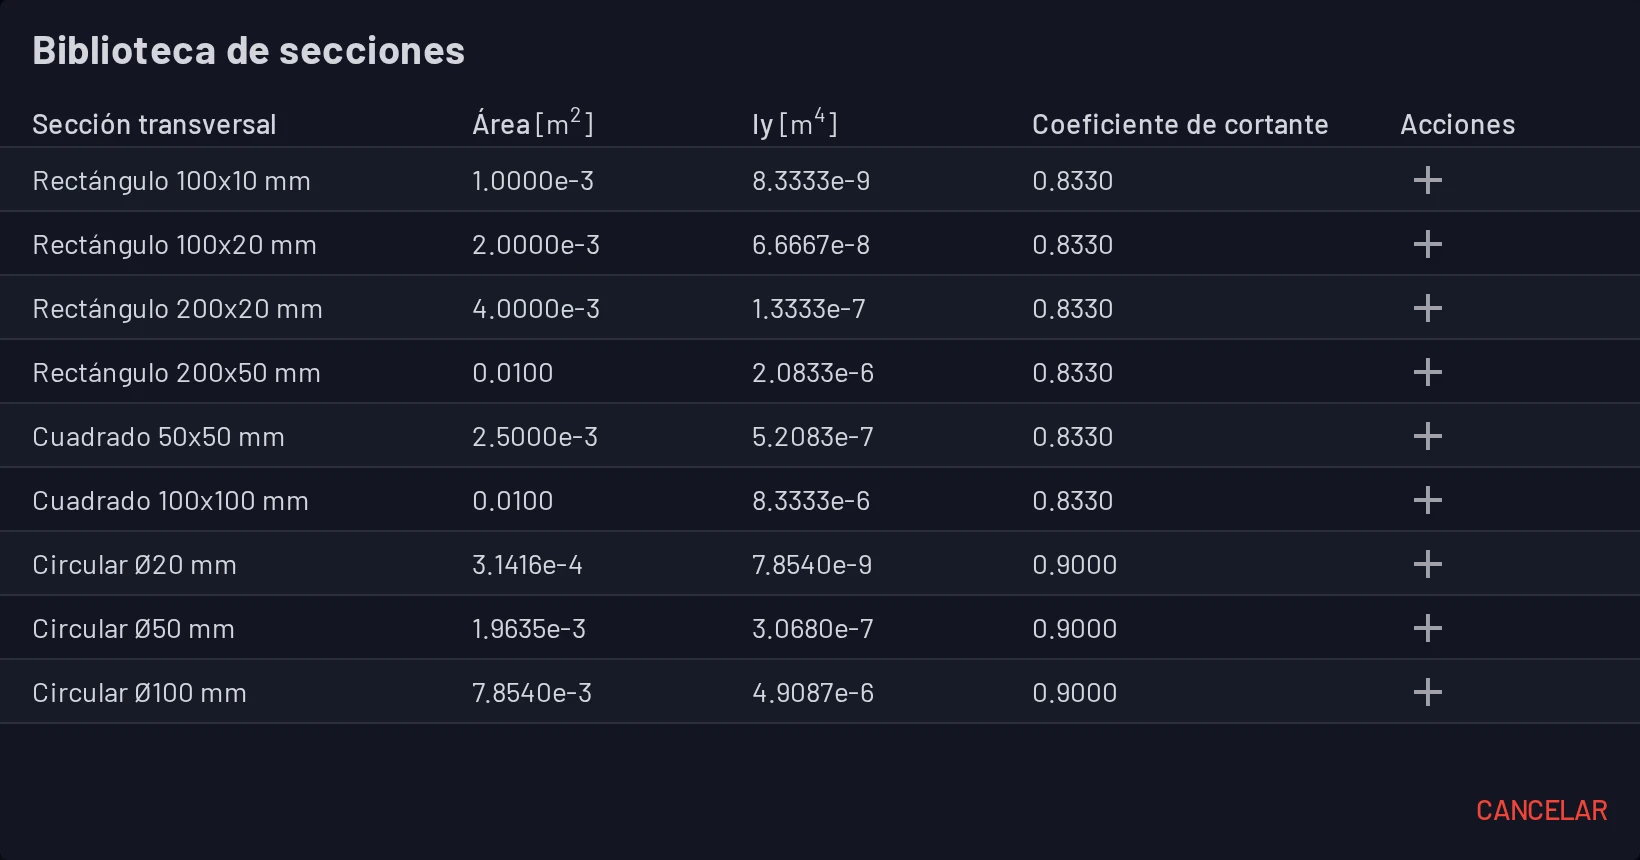 Biblioteca de secciones
Sección transversal Área [m²] Iy [m⁴] Coeficiente de cortante Acciones
Rectángulo 100x10 mm 1.0000e-3 8.3333e-9 0.8330
Rectángulo 100x20 mm 2.0000e-3 6.6667e-8 0.8330
Rectángulo 200x20 mm 4.0000e-3 1.3333e-7 0.8330
Rectángulo 200x50 mm 0.0100 2.0833e-6 0.8330
Cuadrado 50x50 mm 2.5000e-3 5.2083e-7 0.8330
Cuadrado 100x100 mm 0.0100 8.3333e-6 0.8330
Circular Ø20 mm 3.1416e-4 7.8540e-9 0.9000
Circular Ø50 mm 1.9635e-3 3.0680e-7 0.9000
Circular Ø100 mm 7.8540e-3 4.9087e-6 0.9000
CANCELAR